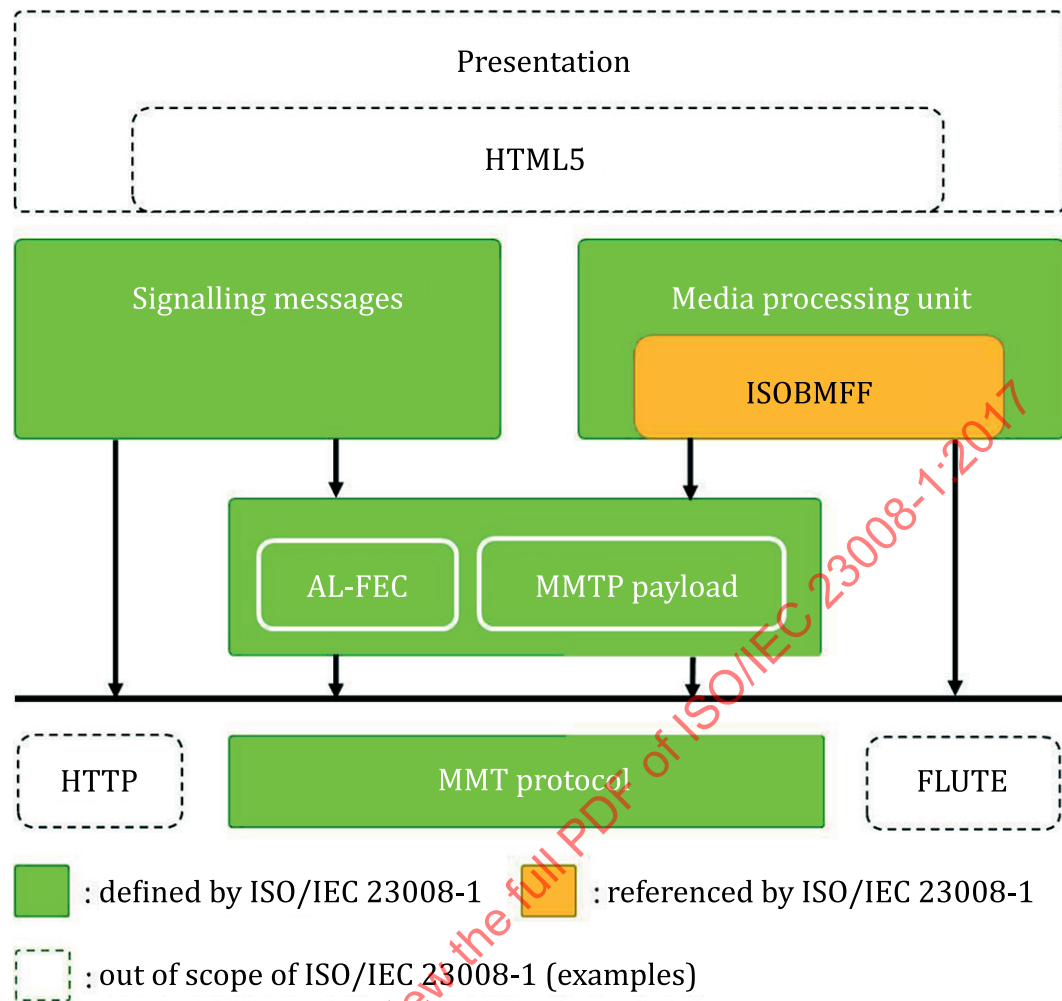 Presentation
HTML5
Signalling messages
Media processing unit
ISOBMFF
AL-FEC
MMTP payload
HTTP
MMT protocol
FLUTE
: defined by ISO/IEC 23008-1
: referenced by ISO/IEC 23008-1
: out of scope of ISO/IEC 23008-1 (examples)
ew the full PDF of ISO/IEC 23008-1:2017